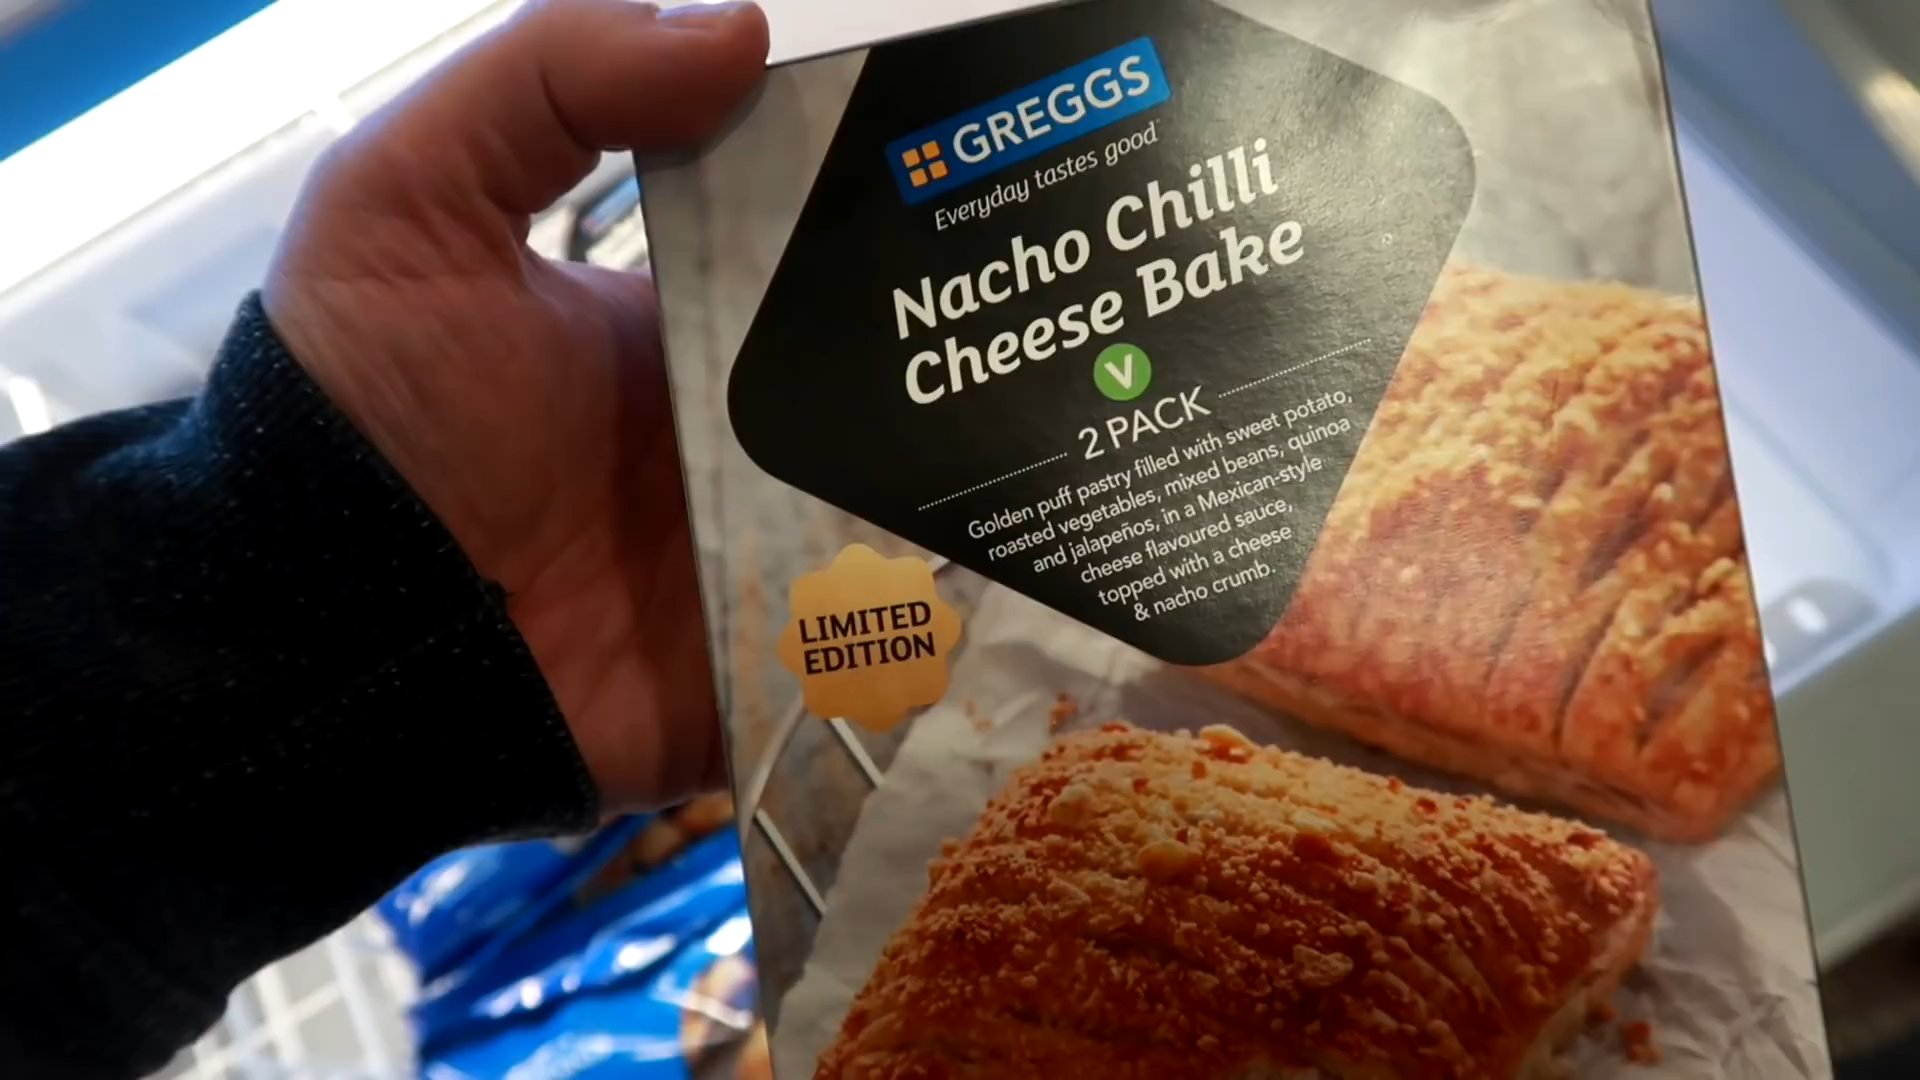 GREGGS
Everyday tastes good
Nacho Chilli
Cheese Bake
V
2 PACK
Golden puff pastry filled with sweet potato,
roasted vegetables, mixed beans, quinoa
and jalapeños, in a Mexican-style
cheese flavoured sauce,
topped with a cheese
& nacho crumb.
LIMITED
EDITION